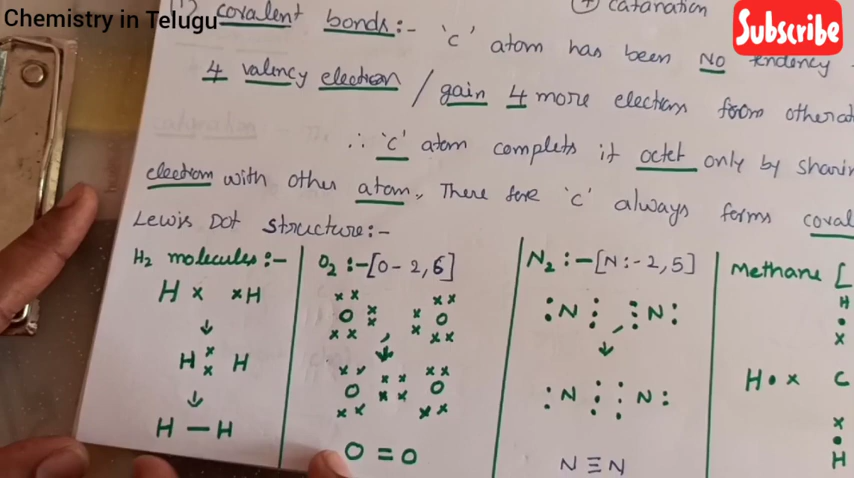 Chemistry in Telugu
Subscribe
covalent bonds:- 'c' atom has been NO tendency
④ catanation
4 valency electron / gain 4 more electrons from other
∴ 'c' atom complets it octet only by sharin
electron with other atom, There fore 'c' always forms coval
Lewis Dot structure:-
H₂ molecules:-
H × ×H
↓
H ×× H
↓
H — H
O₂ :- [O- 2, 6]
×× ××
O ×× ×× O
×× , ××
↓
×× ××
O ×× ×× O
×× ××
O = O
N₂ :- [N:- 2, 5]
:N⋮ , ⋮N:
↓
:N⋮ ⋮N:
N ≡ N
Methane [
H
•
×
H • × C
×
•
H